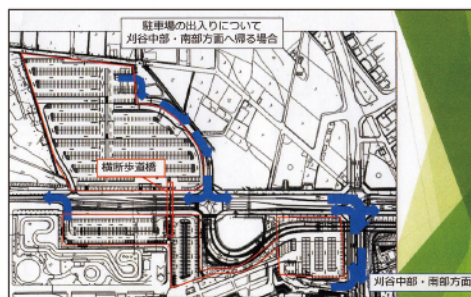 駐車場の出入りについて
刈谷中部・南部方面へ帰る場合
横断歩道橋
刈谷中部・南部方面